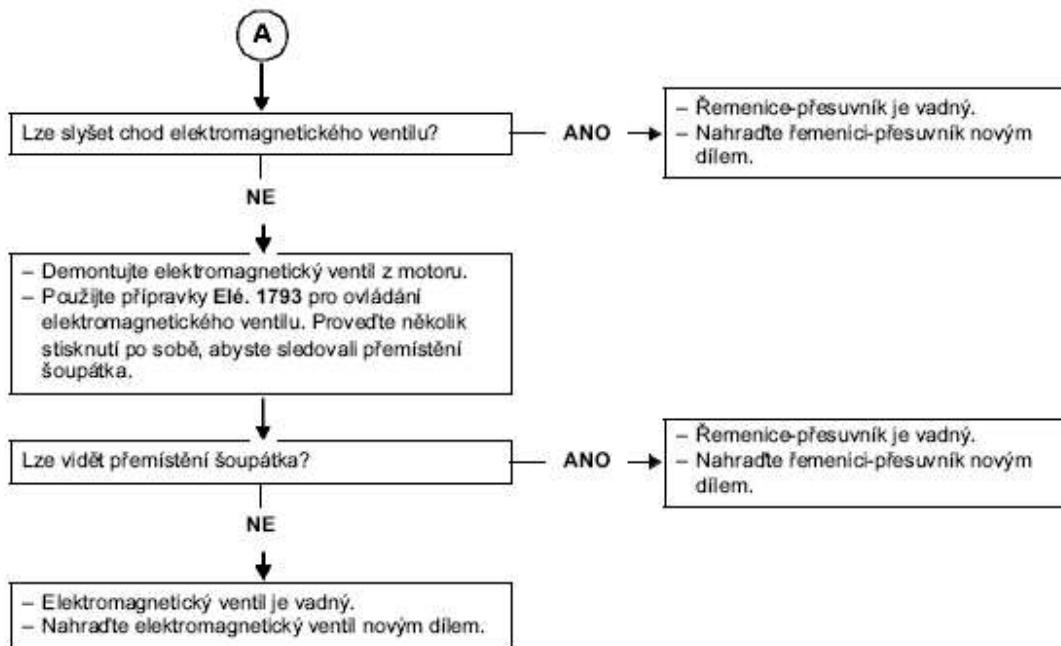 A
Lze slyšet chod elektromagnetického ventilu?
ANO
– Řemenice-přesuvník je vadný.
– Nahraďte řemenici-přesuvník novým
dílem.
NE
– Demontujte elektromagnetický ventil z motoru.
– Použijte přípravky Elé. 1793 pro ovládání
elektromagnetického ventilu. Proveďte několik
stisknutí po sobě, abyste sledovali přemístění
šoupátka.
Lze vidět přemístění šoupátka?
ANO
– Řemenice-přesuvník je vadný.
– Nahraďte řemenici-přesuvník novým
dílem.
NE
– Elektromagnetický ventil je vadný.
– Nahraďte elektromagnetický ventil novým dílem.